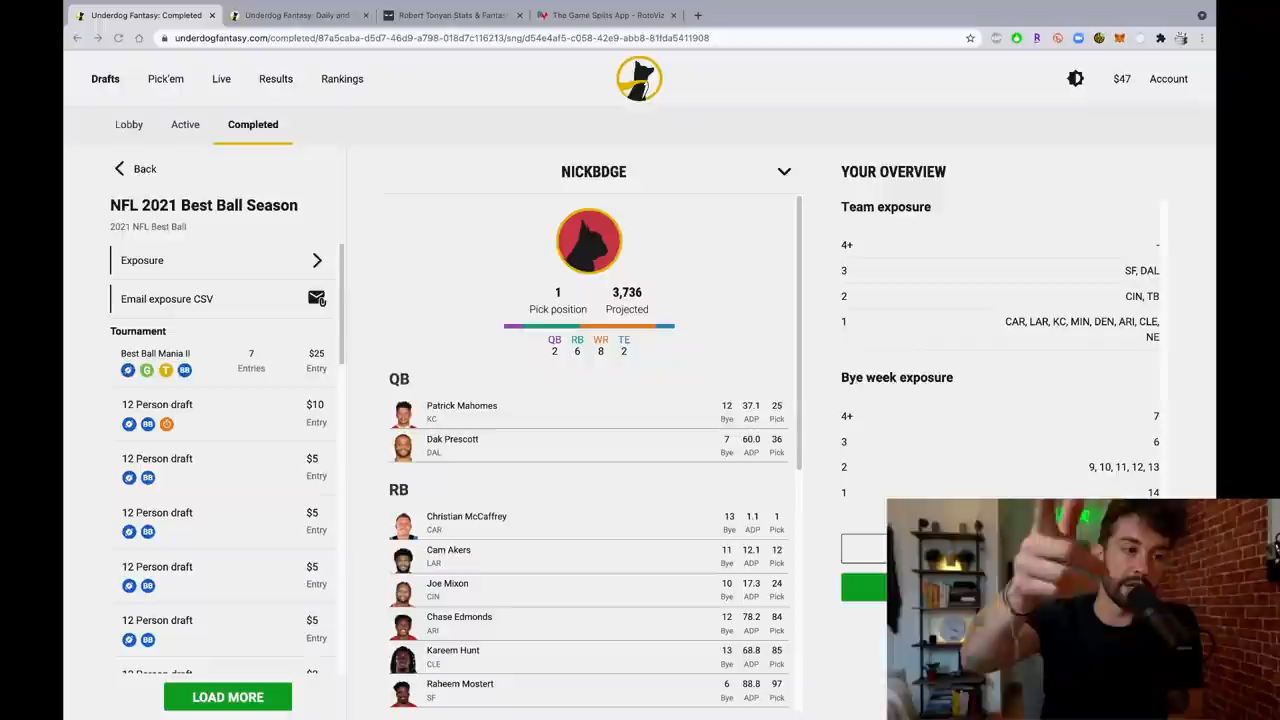 Underdog Fantasy: Completed
Underdog Fantasy: Daily and
Robert Tonyan Stats & Fantas
The Game Splits App - RotoViz
underdogfantasy.com/completed/87a5caba-d5d7-46d9-a798-018d7c116213/sng/d54e4af5-c058-42e9-abb8-81fda5411908
Drafts
Pick'em
Live
Results
Rankings
$47
Account
Lobby
Active
Completed
Back
NFL 2021 Best Ball Season
2021 NFL Best Ball
Exposure
Email exposure CSV
Tournament
Best Ball Mania II
7
$25
G T BB
Entries
Entry
12 Person draft
$10
BB
Entry
12 Person draft
$5
BB
Entry
12 Person draft
$5
BB
Entry
12 Person draft
$5
BB
Entry
12 Person draft
$5
BB
Entry
12 Person draft
LOAD MORE
NICKBDGE
1
3,736
Pick position
Projected
QB RB WR TE
2 6 8 2
QB
Patrick Mahomes
12 37.1 25
KC
Bye ADP Pick
Dak Prescott
7 60.0 36
DAL
Bye ADP Pick
RB
Christian McCaffrey
13 1.1 1
CAR
Bye ADP Pick
Cam Akers
11 12.1 12
LAR
Bye ADP Pick
Joe Mixon
10 17.3 24
CIN
Bye ADP Pick
Chase Edmonds
12 78.2 84
ARI
Bye ADP Pick
Kareem Hunt
13 68.8 85
CLE
Bye ADP Pick
Raheem Mostert
6 88.8 97
SF
Bye ADP Pick
YOUR OVERVIEW
Team exposure
4+
-
3
SF, DAL
2
CIN, TB
1
CAR, LAR, KC, MIN, DEN, ARI, CLE,
NE
Bye week exposure
4+
7
3
6
2
9, 10, 11, 12, 13
1
14